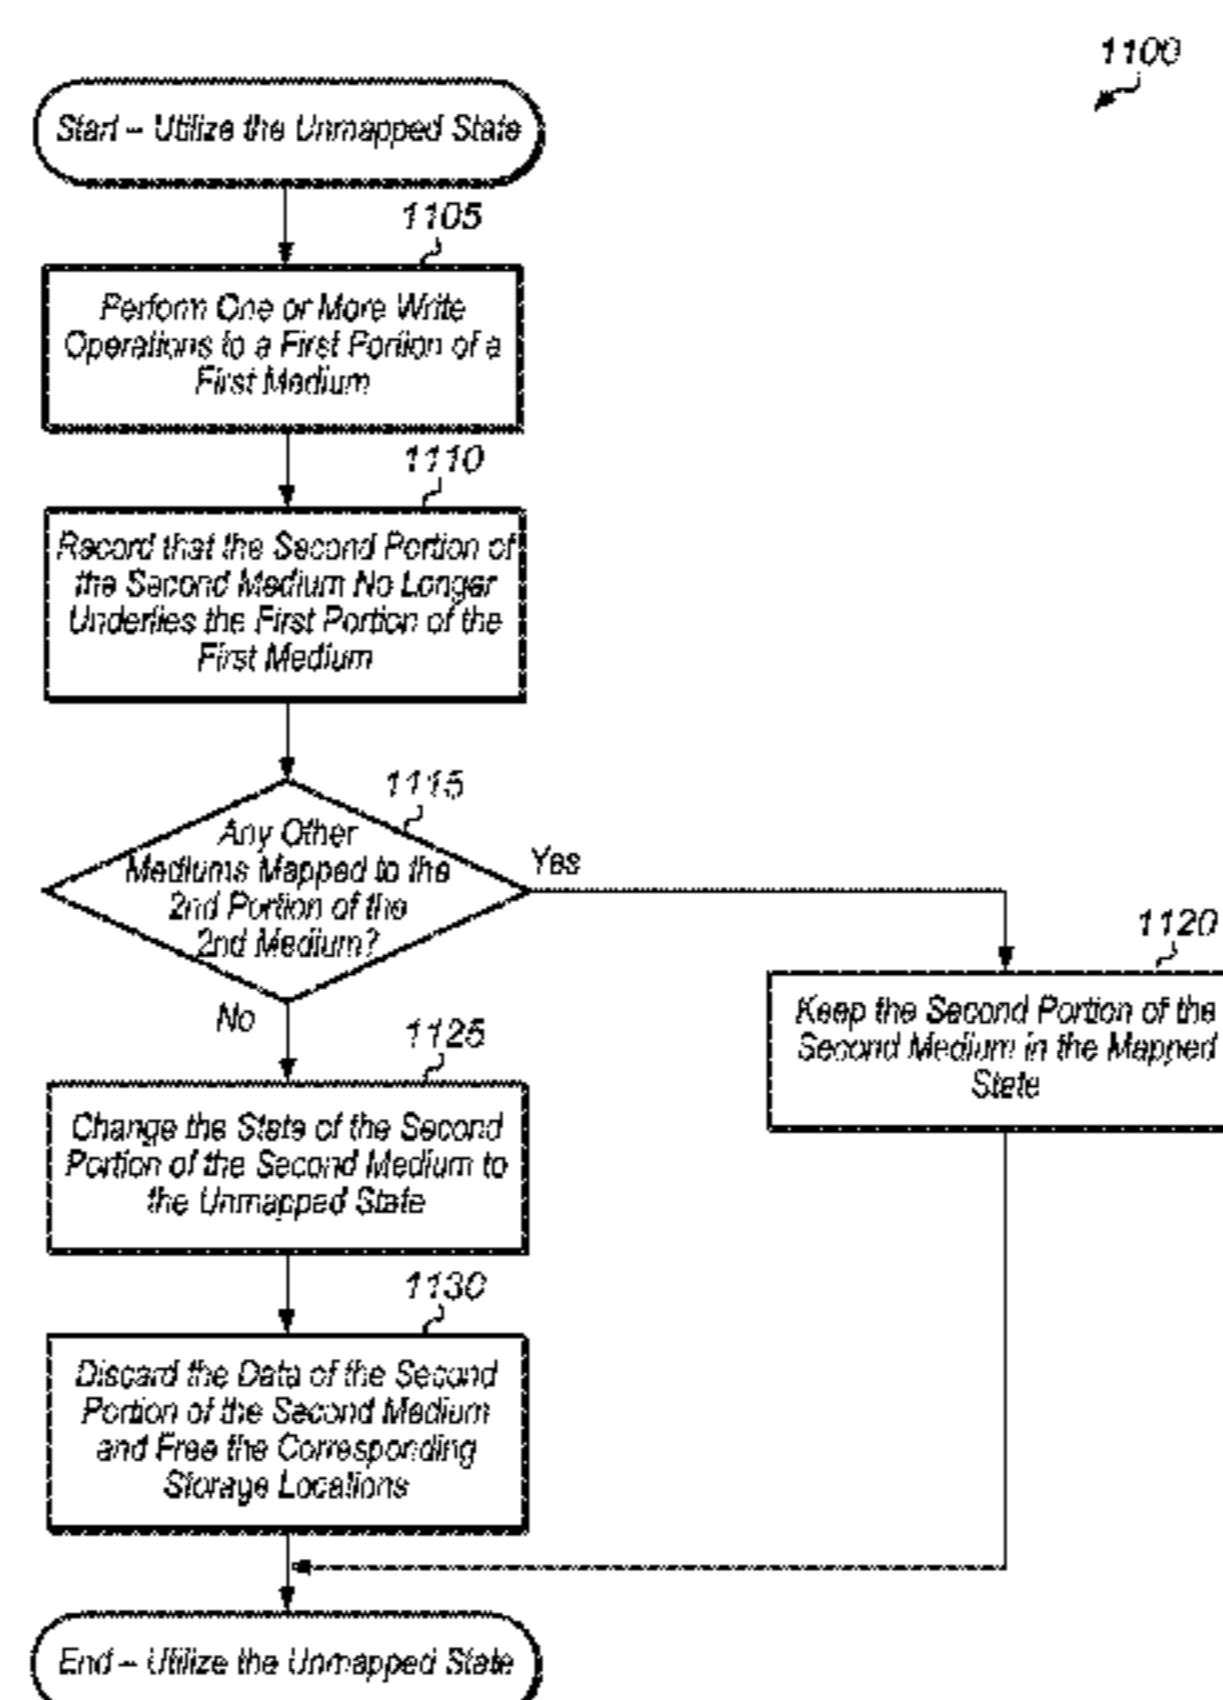 1100
Start – Utilize the Unmapped State
1105
Perform One or More Write
Operations to a First Portion of a
First Medium
1110
Record that the Second Portion of
the Second Medium No Longer
Underlies the First Portion of the
First Medium
1115
Any Other
Mediums Mapped to the
2nd Portion of the
2nd Medium?
Yes
No
1120
Keep the Second Portion of the
Second Medium in the Mapped
State
1125
Change the State of the Second
Portion of the Second Medium to
the Unmapped State
1130
Discard the Data of the Second
Portion of the Second Medium
and Free the Corresponding
Storage Locations
End – Utilize the Unmapped State